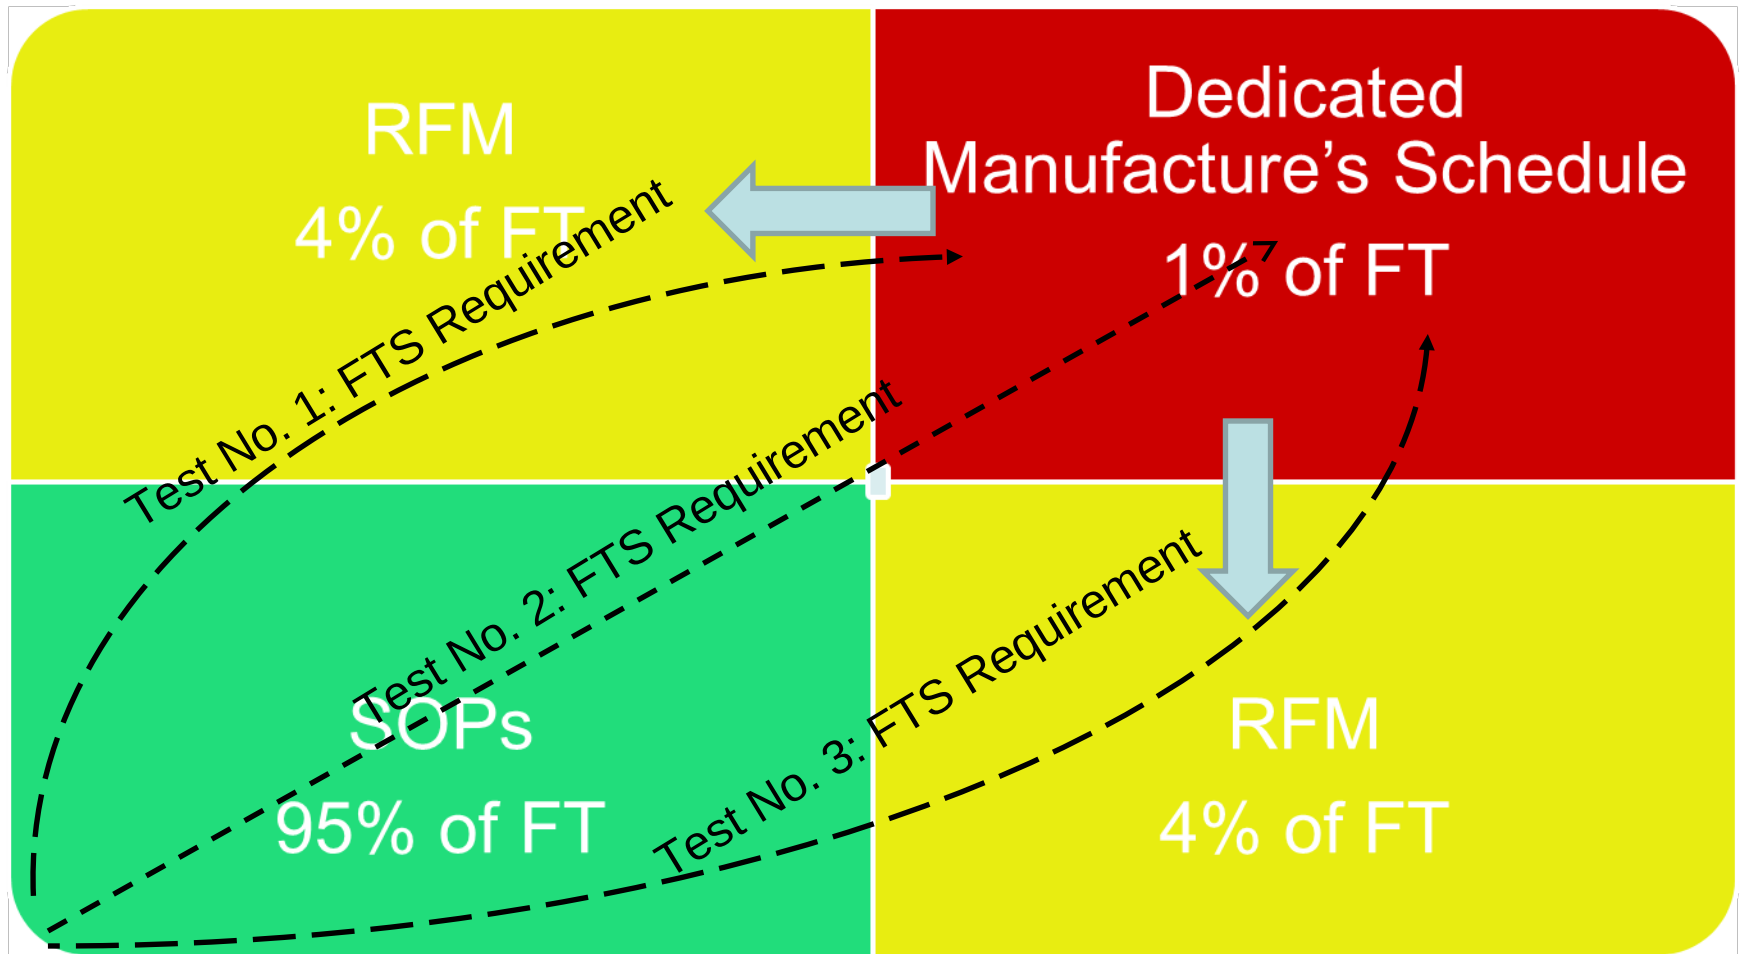 RFM
4% of FT
Dedicated
Manufacture’s Schedule
1% of FT
Test No. 1: FTS Requirement
Test No. 2: FTS Requirement
Test No. 3: FTS Requirement
SOPs
95% of FT
RFM
4% of FT